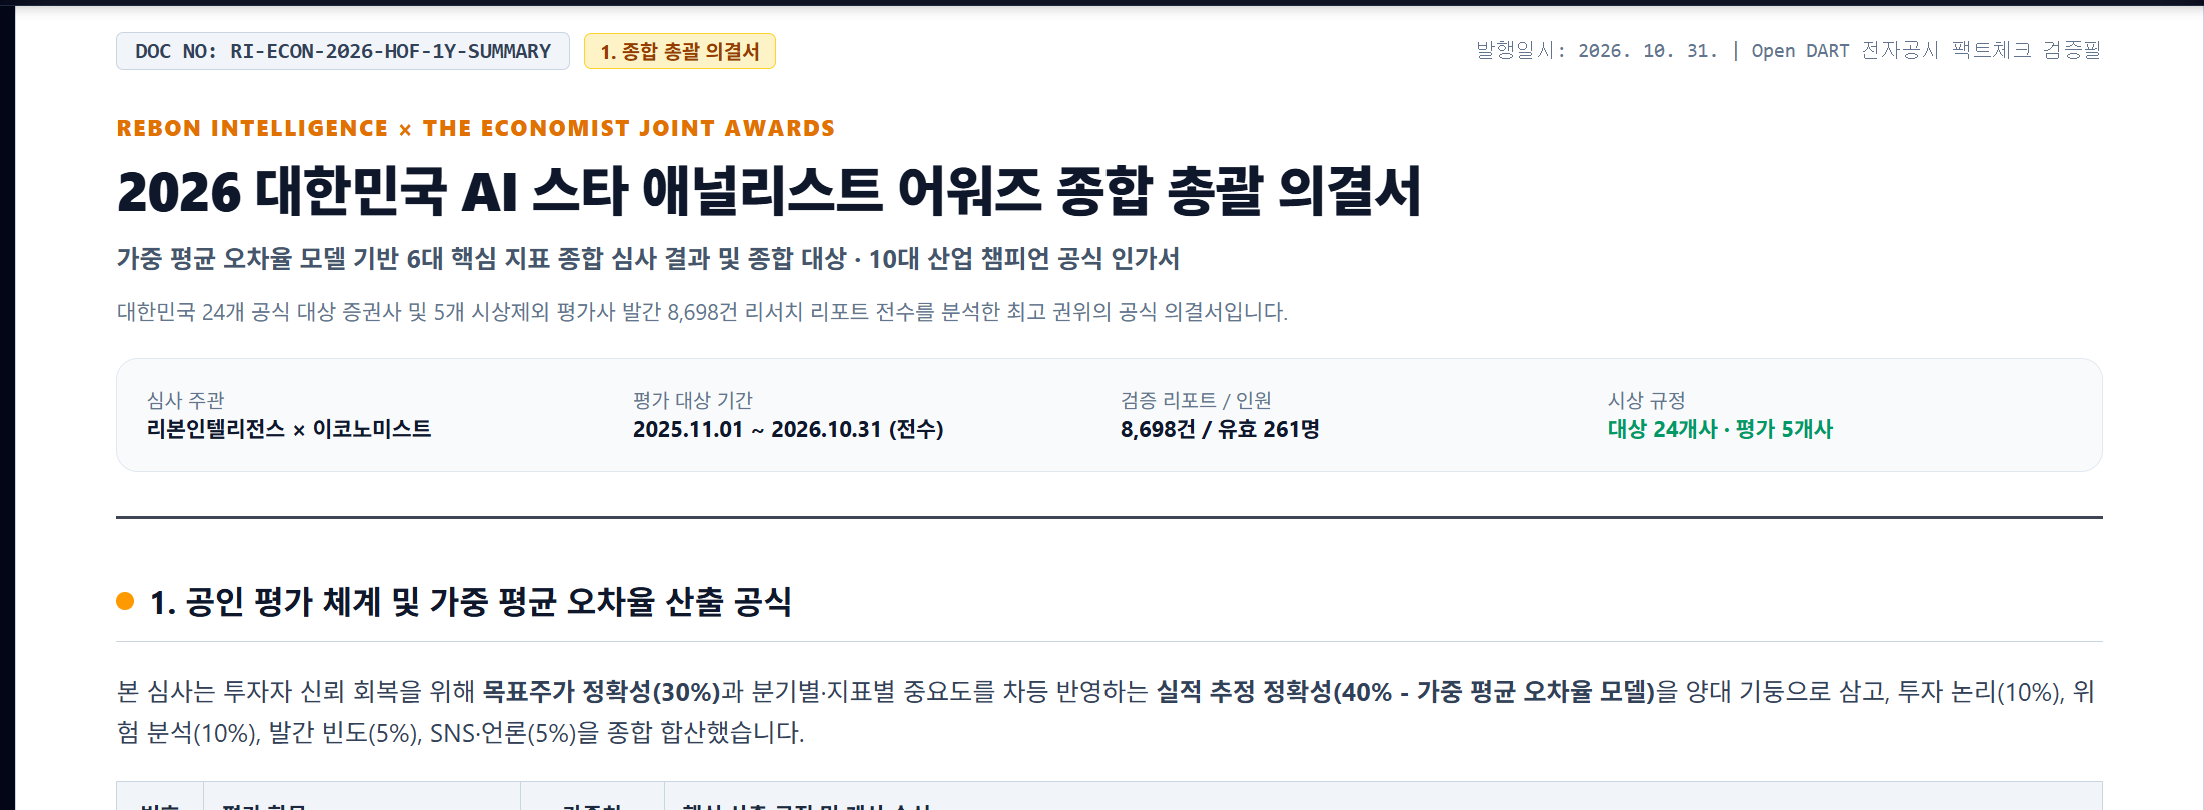 DOC NO: RI-ECON-2026-HOF-1Y-SUMMARY
1. 종합 총괄 의결서
발행일시: 2026. 10. 31. | Open DART 전자공시 팩트체크 검증필
REBON INTELLIGENCE × THE ECONOMIST JOINT AWARDS
2026 대한민국 AI 스타 애널리스트 어워즈 종합 총괄 의결서
가중 평균 오차율 모델 기반 6대 핵심 지표 종합 심사 결과 및 종합 대상 · 10대 산업 챔피언 공식 인가서
대한민국 24개 공식 대상 증권사 및 5개 시상제외 평가사 발간 8,698건 리서치 리포트 전수를 분석한 최고 권위의 공식 의결서입니다.
심사 주관
리본인텔리전스 × 이코노미스트
평가 대상 기간
2025.11.01 ~ 2026.10.31 (전수)
검증 리포트 / 인원
8,698건 / 유효 261명
시상 규정
대상 24개사 · 평가 5개사
1. 공인 평가 체계 및 가중 평균 오차율 산출 공식
본 심사는 투자자 신뢰 회복을 위해 목표주가 정확성(30%)과 분기별·지표별 중요도를 차등 반영하는 실적 추정 정확성(40% - 가중 평균 오차율 모델)을 양대 기둥으로 삼고, 투자 논리(10%), 위
험 분석(10%), 발간 빈도(5%), SNS·언론(5%)을 종합 합산했습니다.